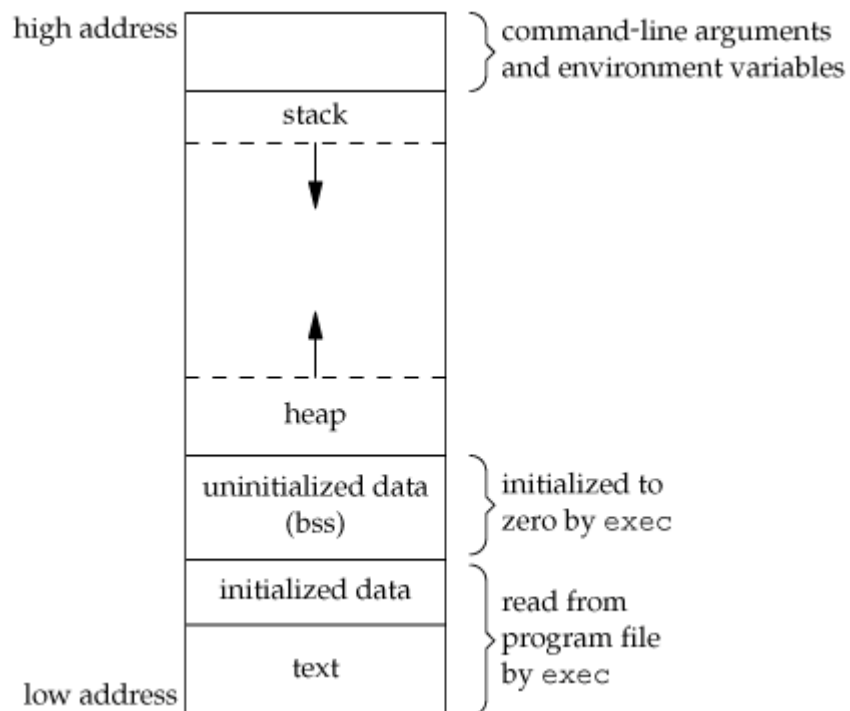 high address
command-line arguments
and environment variables
stack
heap
uninitialized data
(bss)
initialized to
zero by exec
initialized data
read from
program file
by exec
text
low address